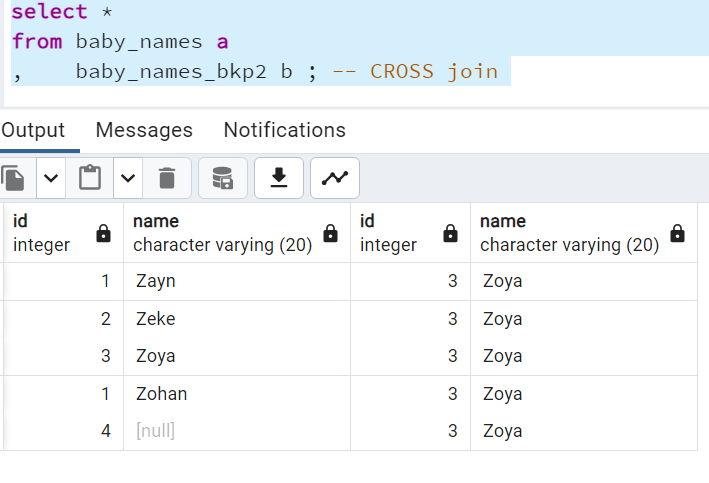 select *
from baby_names a
,    baby_names_bkp2 b ; -- CROSS join
Output Messages Notifications
id name id name
integer character varying (20) integer character varying (20)
1 Zayn 3 Zoya
2 Zeke 3 Zoya
3 Zoya 3 Zoya
1 Zohan 3 Zoya
4 [null] 3 Zoya